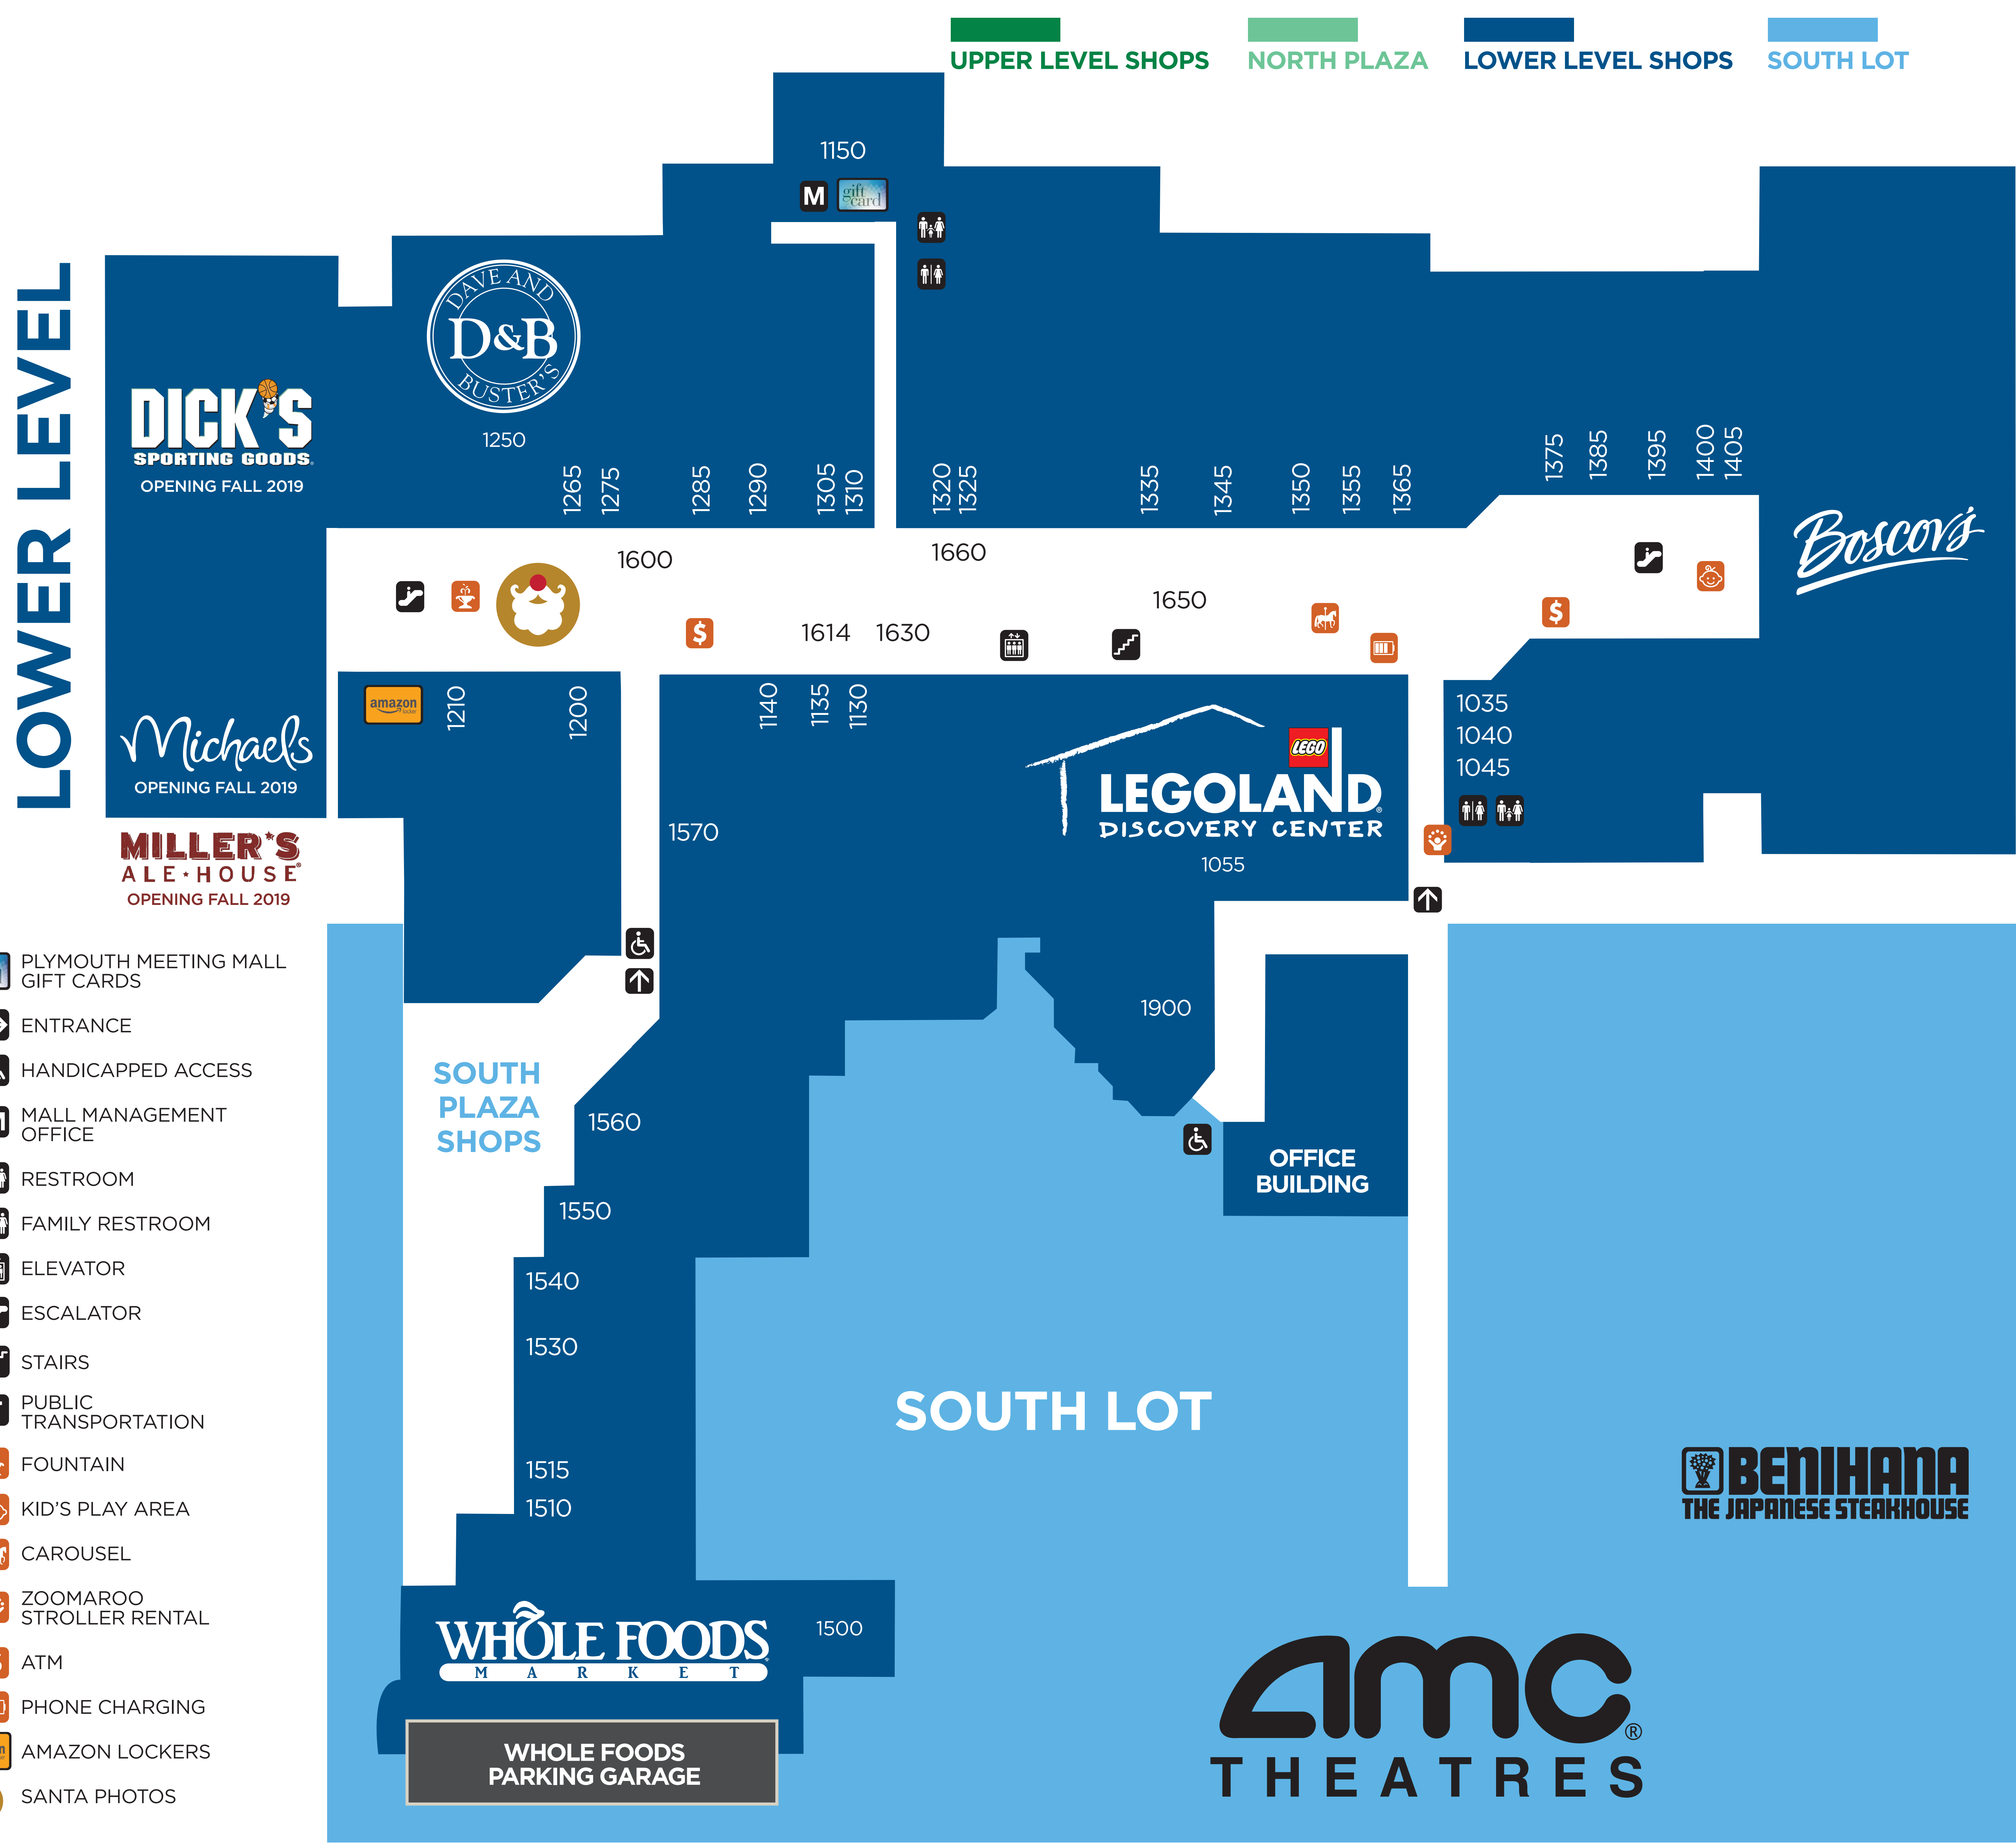 UPPER LEVEL SHOPS
NORTH PLAZA
LOWER LEVEL SHOPS
SOUTH LOT
LOWER LEVEL
1150
M
gift
card
DAVE AND
D&B
BUSTER'S
1250
DICK'S
SPORTING GOODS
OPENING FALL 2019
1265
1275
1285
1290
1305
1310
1320
1325
1335
1345
1350
1355
1365
1375
1385
1395
1400
1405
Boscov's
1600
1660
1650
$
1614
1630
$
amazon
locker
1210
1200
1140
1135
1130
1035
1040
1045
Michaels
OPENING FALL 2019
LEGO
LEGOLAND®
DISCOVERY CENTER
1055
1570
MILLER'S
ALE★HOUSE®
OPENING FALL 2019
1900
SOUTH
PLAZA
SHOPS
1560
1550
1540
1530
1515
1510
OFFICE
BUILDING
SOUTH LOT
BENIHANA
THE JAPANESE STEAKHOUSE
WHOLE FOODS
MARKET
1500
WHOLE FOODS
PARKING GARAGE
amc®
THEATRES
PLYMOUTH MEETING MALL
GIFT CARDS
ENTRANCE
HANDICAPPED ACCESS
MALL MANAGEMENT
OFFICE
RESTROOM
FAMILY RESTROOM
ELEVATOR
ESCALATOR
STAIRS
PUBLIC
TRANSPORTATION
FOUNTAIN
KID'S PLAY AREA
CAROUSEL
ZOOMAROO
STROLLER RENTAL
ATM
PHONE CHARGING
AMAZON LOCKERS
SANTA PHOTOS